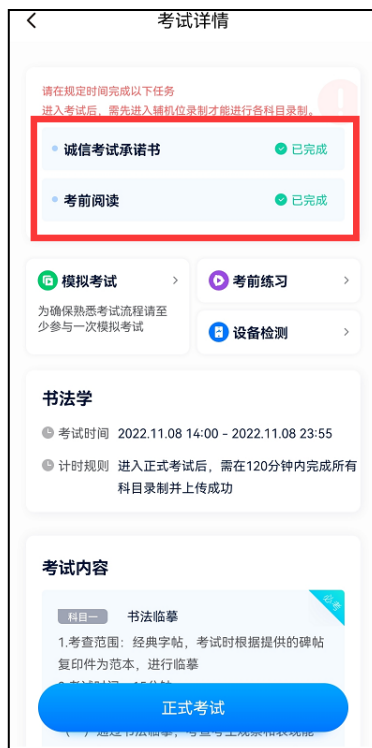 考试详情
请在规定时间完成以下任务
进入考试后，需先进入辅机位录制才能进行各科目录制。
诚信考试承诺书 已完成
考前阅读 已完成
模拟考试
为确保熟悉考试流程请至
少参与一次模拟考试
考前练习
设备检测
书法学
考试时间 2022.11.08 14:00 - 2022.11.08 23:55
计时规则 进入正式考试后，需在120分钟内完成所有
科目录制并上传成功
考试内容
必考
科目一 书法临摹
1.考查范围：经典字帖，考试时根据提供的碑帖
复印件为范本，进行临摹
正式考试